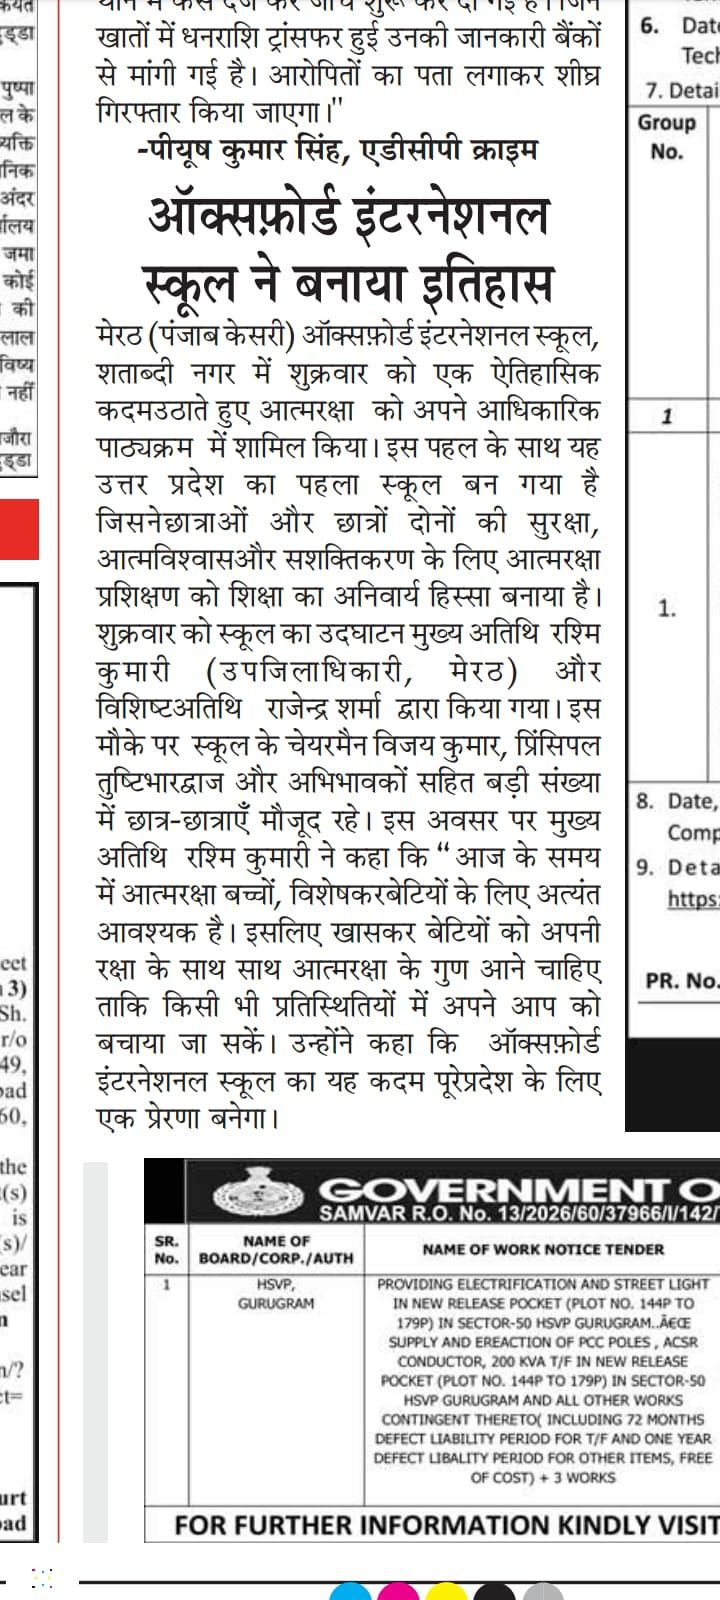 खातों में धनराशि ट्रांसफर हुई उनकी जानकारी बैंकों
से मांगी गई है। आरोपितों का पता लगाकर शीघ्र
गिरफ्तार किया जाएगा।"
-पीयूष कुमार सिंह, एडीसीपी क्राइम
ऑक्सफ़ोर्ड इंटरनेशनल
स्कूल ने बनाया इतिहास
मेरठ (पंजाब केसरी) ऑक्सफ़ोर्ड इंटरनेशनल स्कूल,
शताब्दी नगर में शुक्रवार को एक ऐतिहासिक
कदमउठाते हुए आत्मरक्षा को अपने आधिकारिक
पाठ्यक्रम में शामिल किया। इस पहल के साथ यह
उत्तर प्रदेश का पहला स्कूल बन गया है
जिसनेछात्राओं और छात्रों दोनों की सुरक्षा,
आत्मविश्वासऔर सशक्तिकरण के लिए आत्मरक्षा
प्रशिक्षण को शिक्षा का अनिवार्य हिस्सा बनाया है।
शुक्रवार को स्कूल का उदघाटन मुख्य अतिथि रश्मि
कुमारी (उपजिलाधिकारी, मेरठ) और
विशिष्टअतिथि राजेन्द्र शर्मा द्वारा किया गया। इस
मौके पर स्कूल के चेयरमैन विजय कुमार, प्रिंसिपल
तुष्टिभारद्वाज और अभिभावकों सहित बड़ी संख्या
में छात्र-छात्राएँ मौजूद रहे। इस अवसर पर मुख्य
अतिथि रश्मि कुमारी ने कहा कि “ आज के समय
में आत्मरक्षा बच्चों, विशेषकरबेटियों के लिए अत्यंत
आवश्यक है। इसलिए खासकर बेटियों को अपनी
रक्षा के साथ साथ आत्मरक्षा के गुण आने चाहिए
ताकि किसी भी प्रतिस्थितियों में अपने आप को
बचाया जा सकें। उन्होंने कहा कि ऑक्सफ़ोर्ड
इंटरनेशनल स्कूल का यह कदम पूरेप्रदेश के लिए
एक प्रेरणा बनेगा।
6. Date
Tech
7. Detai
Group
No.
1
1.
8. Date,
Comp
9. Deta
https:
PR. No.
GOVERNMENT O
SAMVAR R.O. No. 13/2026/60/37966/I/142/
SR.
No.
NAME OF
BOARD/CORP./AUTH
NAME OF WORK NOTICE TENDER
1
HSVP,
GURUGRAM
PROVIDING ELECTRIFICATION AND STREET LIGHT
IN NEW RELEASE POCKET (PLOT NO. 144P TO
179P) IN SECTOR-50 HSVP GURUGRAM..Ã€Œ
SUPPLY AND EREACTION OF PCC POLES , ACSR
CONDUCTOR, 200 KVA T/F IN NEW RELEASE
POCKET (PLOT NO. 144P TO 179P) IN SECTOR-50
HSVP GURUGRAM AND ALL OTHER WORKS
CONTINGENT THERETO( INCLUDING 72 MONTHS
DEFECT LIABILITY PERIOD FOR T/F AND ONE YEAR
DEFECT LIBALITY PERIOD FOR OTHER ITEMS, FREE
OF COST) + 3 WORKS
FOR FURTHER INFORMATION KINDLY VISIT